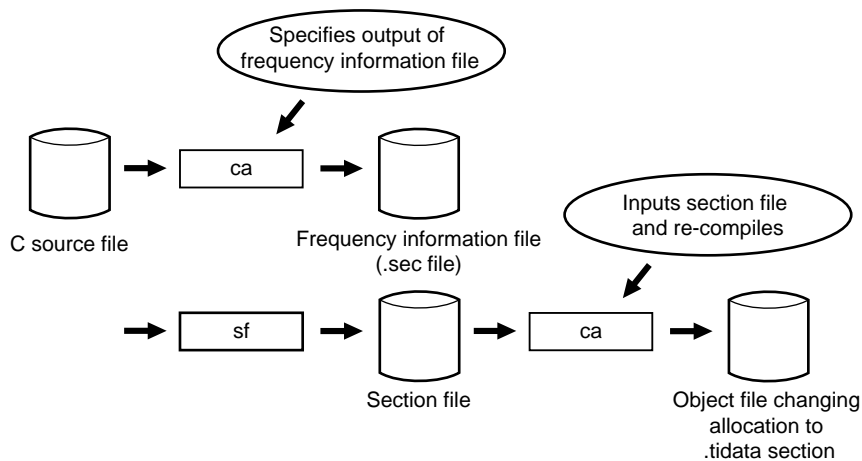 Specifies output of
frequency information file
ca
C source file
Frequency information file
(.sec file)
Inputs section file
and re-compiles
sf
ca
Section file
Object file changing
allocation to
.tidata section